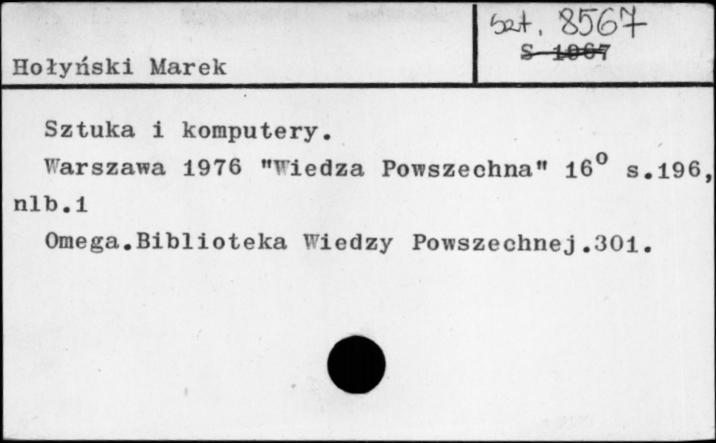 szt. 8567
S 1067
Hołyński Marek
Sztuka i komputery.
Warszawa 1976 "Wiedza Powszechna" 16⁰ s.196,
nlb.1
Omega.Biblioteka Wiedzy Powszechnej.301.